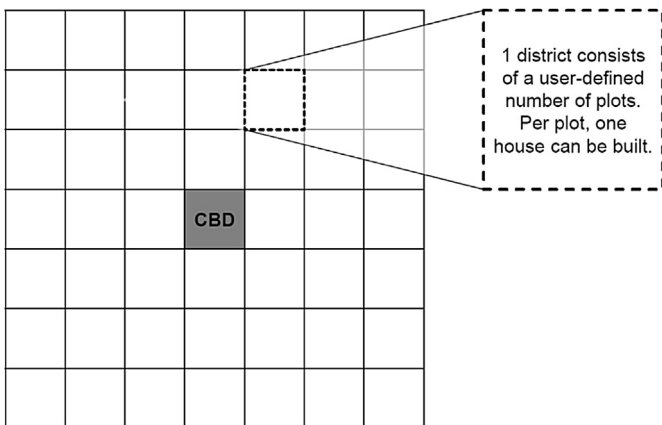 1 district consists
of a user-defined
number of plots.
Per plot, one
house can be built.
CBD